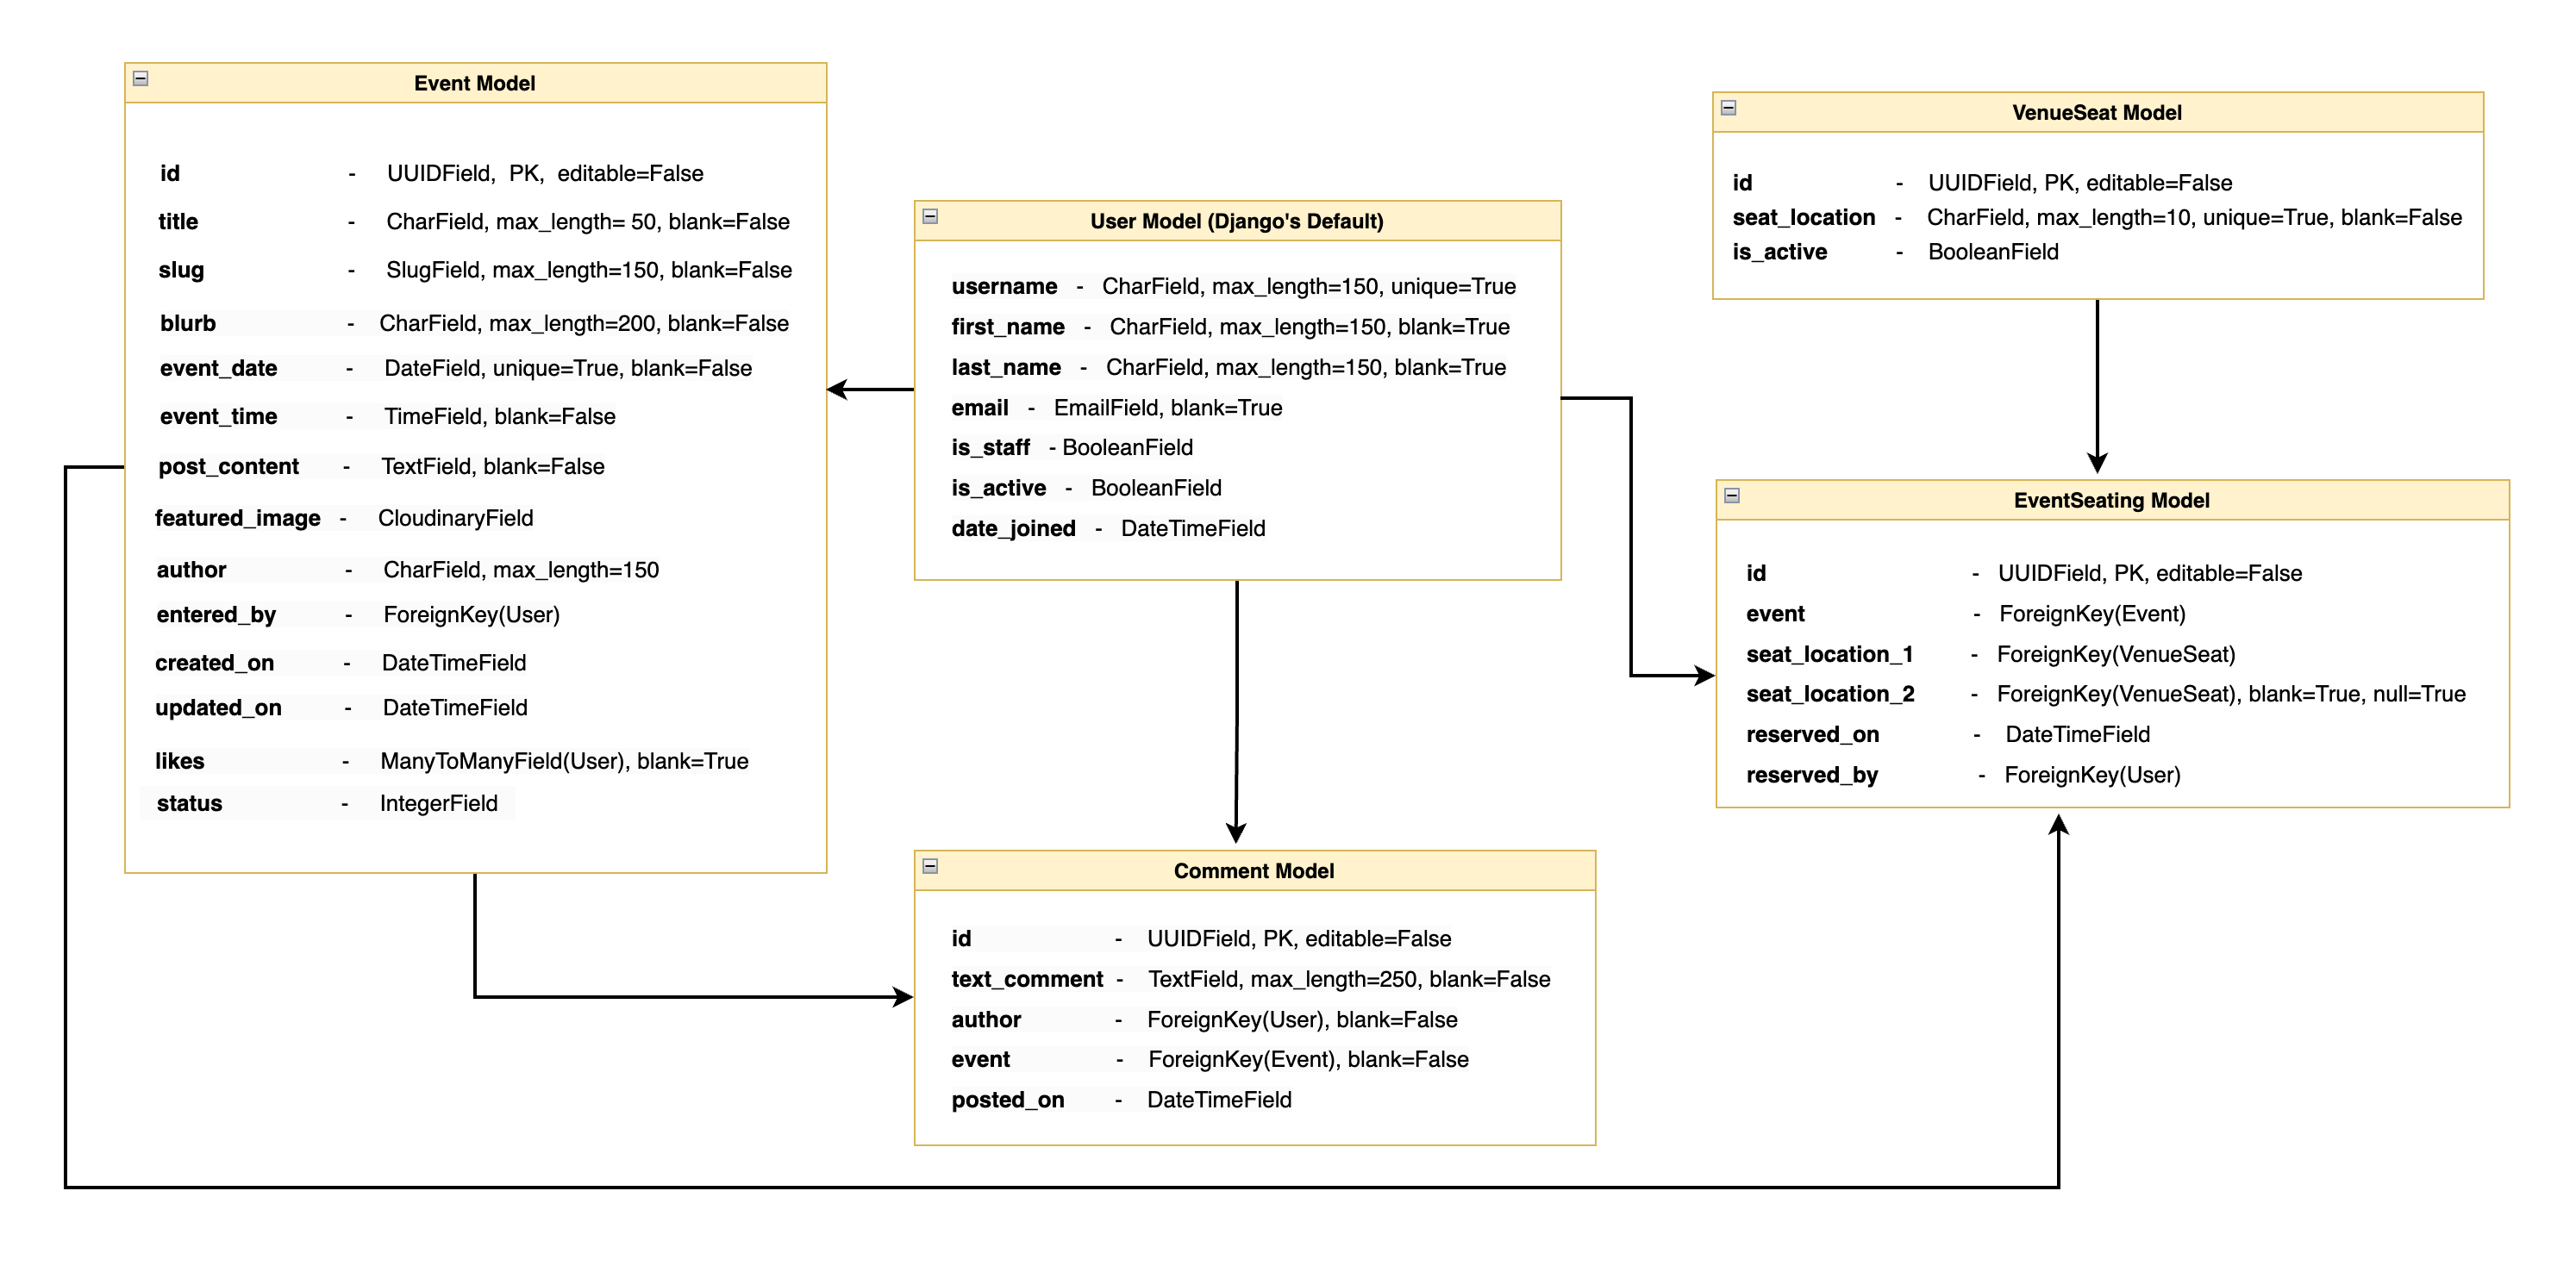 Event Model
id - UUIDField, PK, editable=False
title - CharField, max_length= 50, blank=False
slug - SlugField, max_length=150, blank=False
blurb - CharField, max_length=200, blank=False
event_date - DateField, unique=True, blank=False
event_time - TimeField, blank=False
post_content - TextField, blank=False
featured_image - CloudinaryField
author - CharField, max_length=150
entered_by - ForeignKey(User)
created_on - DateTimeField
updated_on - DateTimeField
likes - ManyToManyField(User), blank=True
status - IntegerField
User Model (Django's Default)
username - CharField, max_length=150, unique=True
first_name - CharField, max_length=150, blank=True
last_name - CharField, max_length=150, blank=True
email - EmailField, blank=True
is_staff - BooleanField
is_active - BooleanField
date_joined - DateTimeField
VenueSeat Model
id - UUIDField, PK, editable=False
seat_location - CharField, max_length=10, unique=True, blank=False
is_active - BooleanField
EventSeating Model
id - UUIDField, PK, editable=False
event - ForeignKey(Event)
seat_location_1 - ForeignKey(VenueSeat)
seat_location_2 - ForeignKey(VenueSeat), blank=True, null=True
reserved_on - DateTimeField
reserved_by - ForeignKey(User)
Comment Model
id - UUIDField, PK, editable=False
text_comment - TextField, max_length=250, blank=False
author - ForeignKey(User), blank=False
event - ForeignKey(Event), blank=False
posted_on - DateTimeField